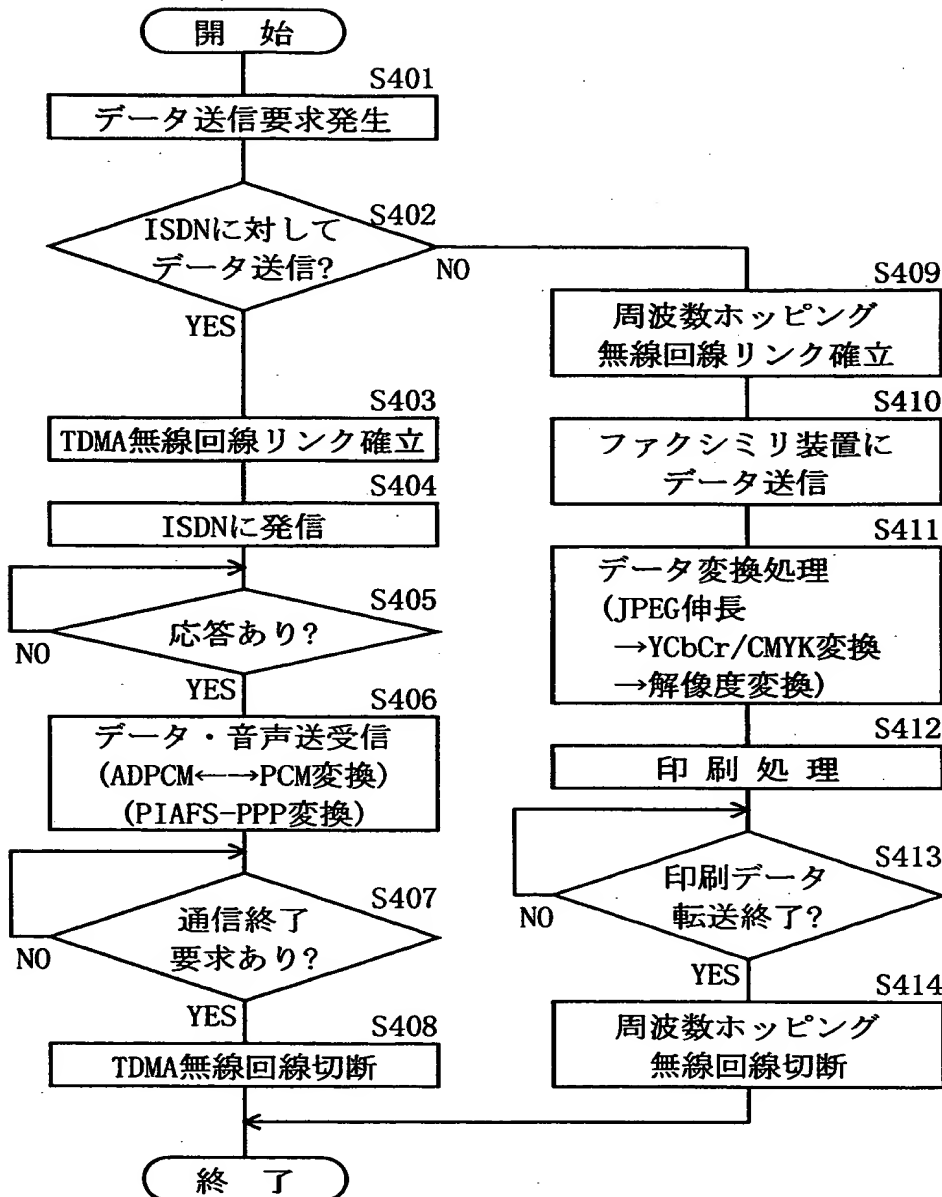 開 始
S401
データ送信要求発生
S402
ISDNに対して
データ送信?
NO
YES
S403
TDMA無線回線リンク確立
S404
ISDNに発信
S405
応答あり?
NO
YES
S406
データ・音声送受信
(ADPCM←→PCM変換)
(PIAFS-PPP変換)
S407
通信終了
要求あり?
NO
YES
S408
TDMA無線回線切断
S409
周波数ホッピング
無線回線リンク確立
S410
ファクシミリ装置に
データ送信
S411
データ変換処理
(JPEG伸長
→YCbCr/CMYK変換
→解像度変換)
S412
印 刷 処 理
S413
印刷データ
転送終了?
NO
YES
S414
周波数ホッピング
無線回線切断
終 了